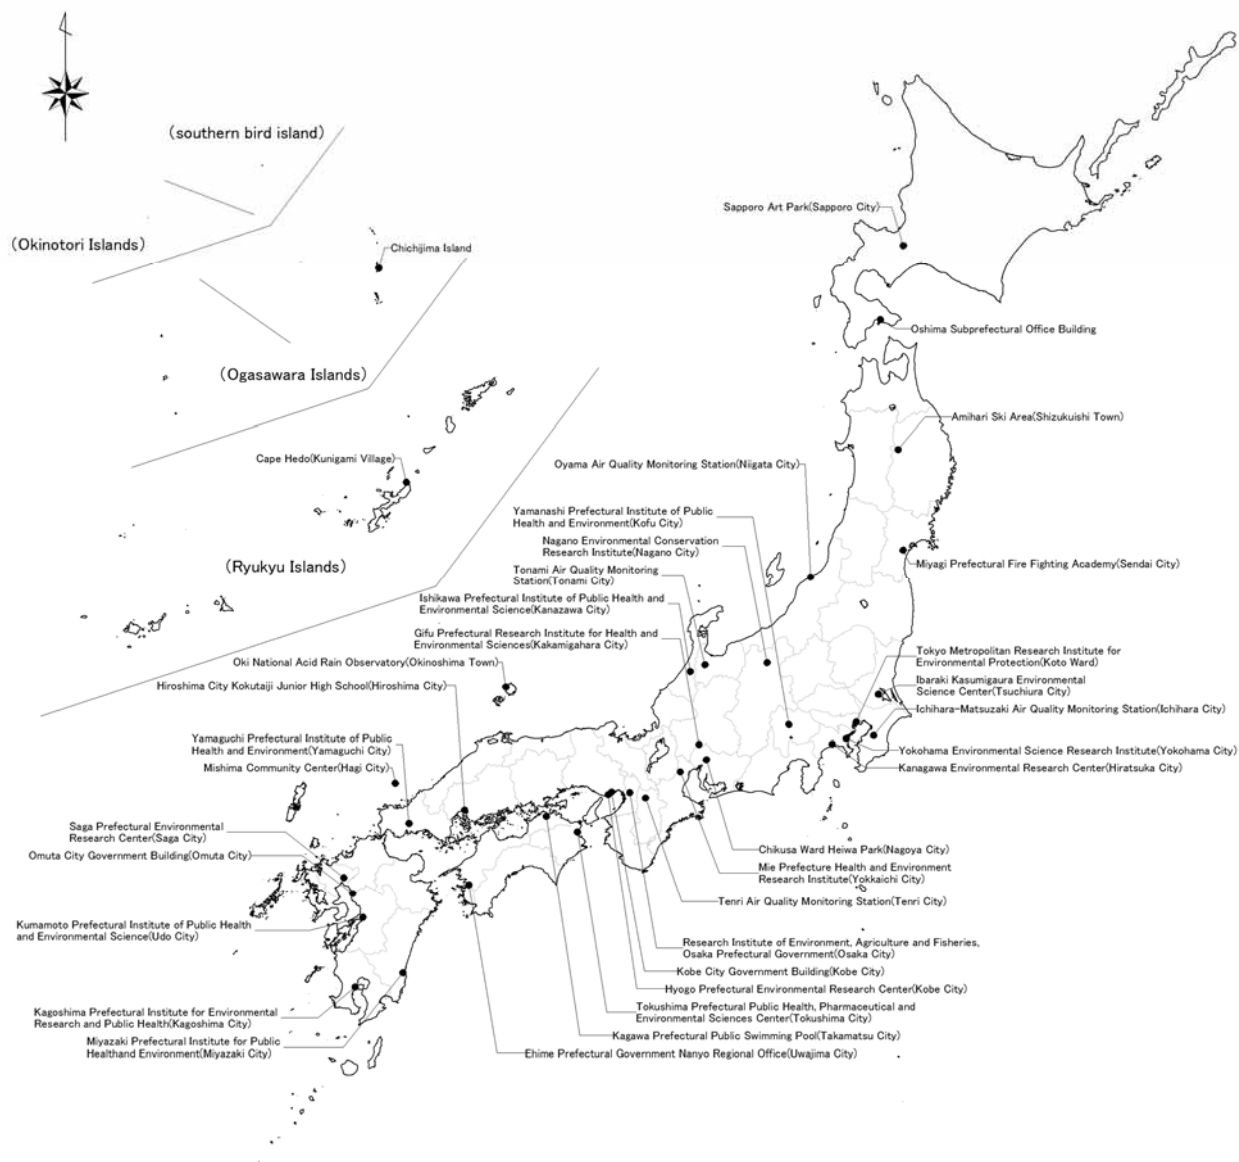 (southern bird island)
Sapporo Art Park(Sapporo City)
(Okinotori Islands)
Chichijima Island
Oshima Subprefectural Office Building
(Ogasawara Islands)
Amihari Ski Area(Shizukuishi Town)
Cape Hedo(Kunigami Village)
Oyama Air Quality Monitoring Station(Niigata City)
Yamanashi Prefectural Institute of Public
Health and Environment(Kofu City)
Nagano Environmental Conservation
Research Institute(Nagano City)
Miyagi Prefectural Fire Fighting Academy(Sendai City)
(Ryukyu Islands)
Tonami Air Quality Monitoring
Station(Tonami City)
Ishikawa Prefectural Institute of Public Health and
Environmental Science(Kanazawa City)
Gifu Prefectural Research Institute for Health and
Environmental Sciences(Kakamigahara City)
Oki National Acid Rain Observatory(Okinoshima Town)
Hiroshima City Kokutaiji Junior High School(Hiroshima City)
Tokyo Metropolitan Research Institute for
Environmental Protection(Koto Ward)
Ibaraki Kasumigaura Environmental
Science Center(Tsuchiura City)
Ichihara-Matsuzaki Air Quality Monitoring Station(Ichihara City)
Yokohama Environmental Science Research Institute(Yokohama City)
Kanagawa Environmental Research Center(Hiratsuka City)
Yamaguchi Prefectural Institute of Public
Health and Environment(Yamaguchi City)
Mishima Community Center(Hagi City)
Saga Prefectural Environmental
Research Center(Saga City)
Omuta City Government Building(Omuta City)
Chikusa Ward Heiwa Park(Nagoya City)
Mie Prefecture Health and Environment
Research Institute(Yokkaichi City)
Tenri Air Quality Monitoring Station(Tenri City)
Kumamoto Prefectural Institute of Public Health
and Environmental Science(Udo City)
Research Institute of Environment, Agriculture and Fisheries,
Osaka Prefectural Government(Osaka City)
Kobe City Government Building(Kobe City)
Hyogo Prefectural Environmental Research Center(Kobe City)
Tokushima Prefectural Public Health, Pharmaceutical and
Environmental Sciences Center(Tokushima City)
Kagawa Prefectural Public Swimming Pool(Takamatsu City)
Ehime Prefectural Government Nanyo Regional Office(Uwajima City)
Kagoshima Prefectural Institute for Environmental
Research and Public Health(Kagoshima City)
Miyazaki Prefectural Institute for Public
Healthand Environment(Miyazaki City)